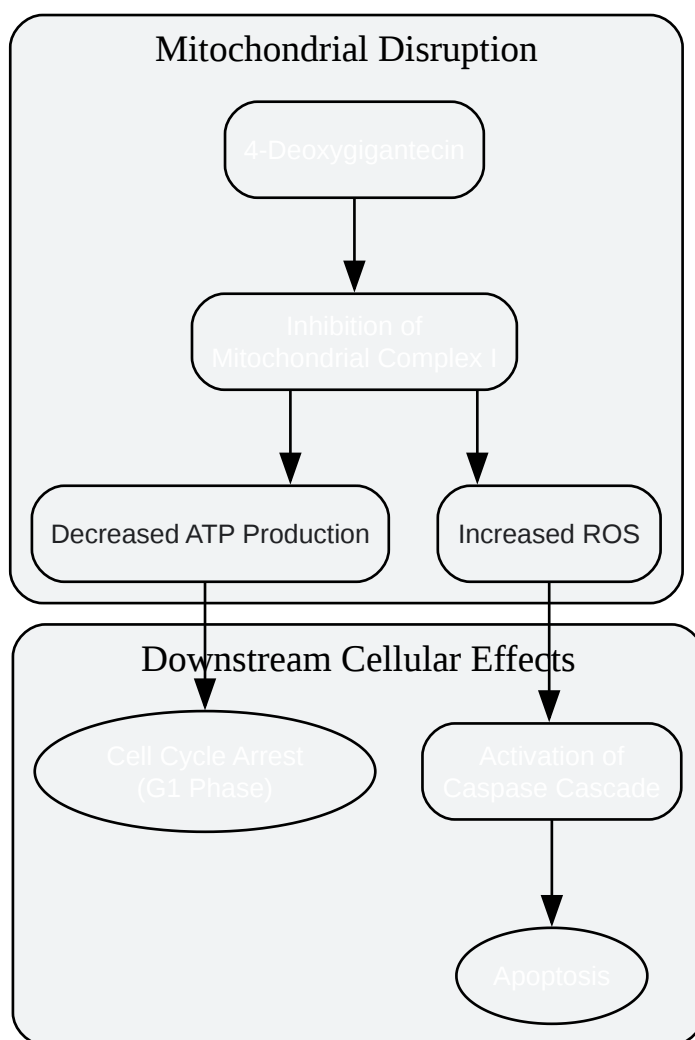 Mitochondrial Disruption
4-Deoxygigantecin
Inhibition of
Mitochondrial Complex I
Decreased ATP Production
Increased ROS
Downstream Cellular Effects
Cell Cycle Arrest
(G1 Phase)
Activation of
Caspase Cascade
Apoptosis